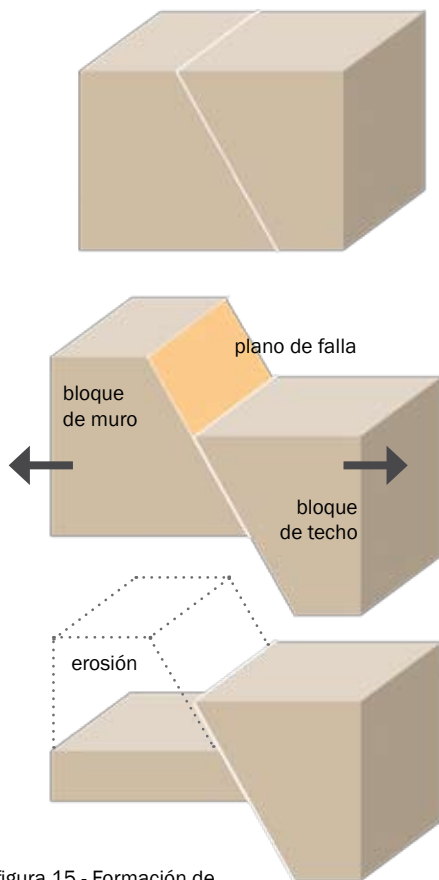 plano de falla
bloque
de muro
bloque
de techo
erosión
figura 15 - Formación de